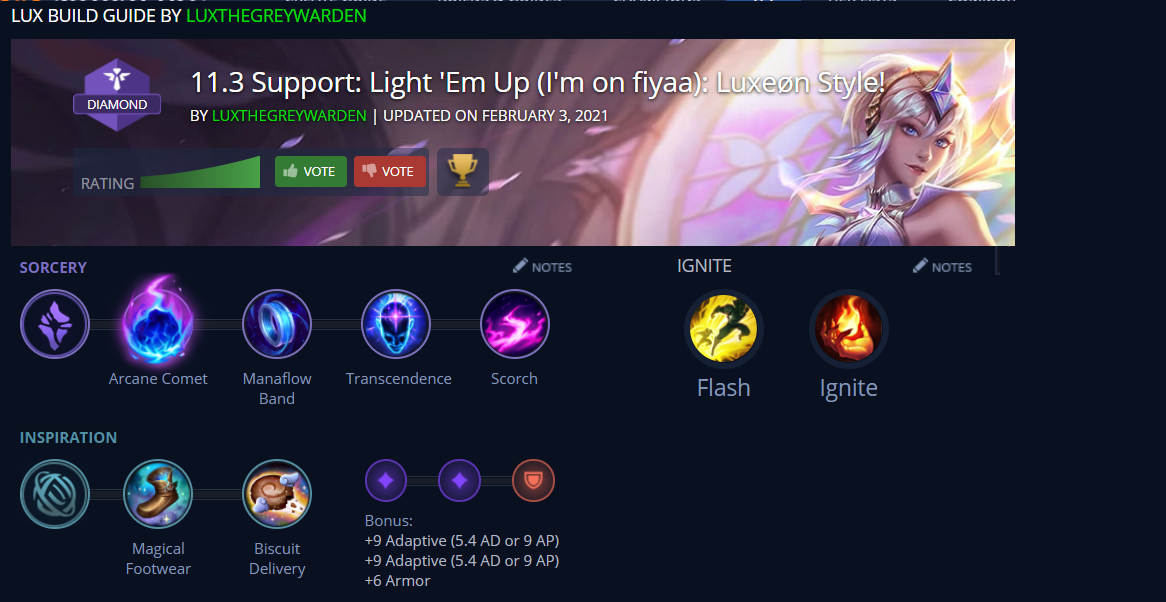 LUX BUILD GUIDE BY LUXTHEGREYWARDEN
DIAMOND
11.3 Support: Light 'Em Up (I'm on fiyaa): Luxeøn Style!
BY LUXTHEGREYWARDEN | UPDATED ON FEBRUARY 3, 2021
RATING
VOTE
VOTE
SORCERY
NOTES
IGNITE
NOTES
Arcane Comet
Manaflow
Band
Transcendence
Scorch
Flash
Ignite
INSPIRATION
Magical
Footwear
Biscuit
Delivery
Bonus:
+9 Adaptive (5.4 AD or 9 AP)
+9 Adaptive (5.4 AD or 9 AP)
+6 Armor